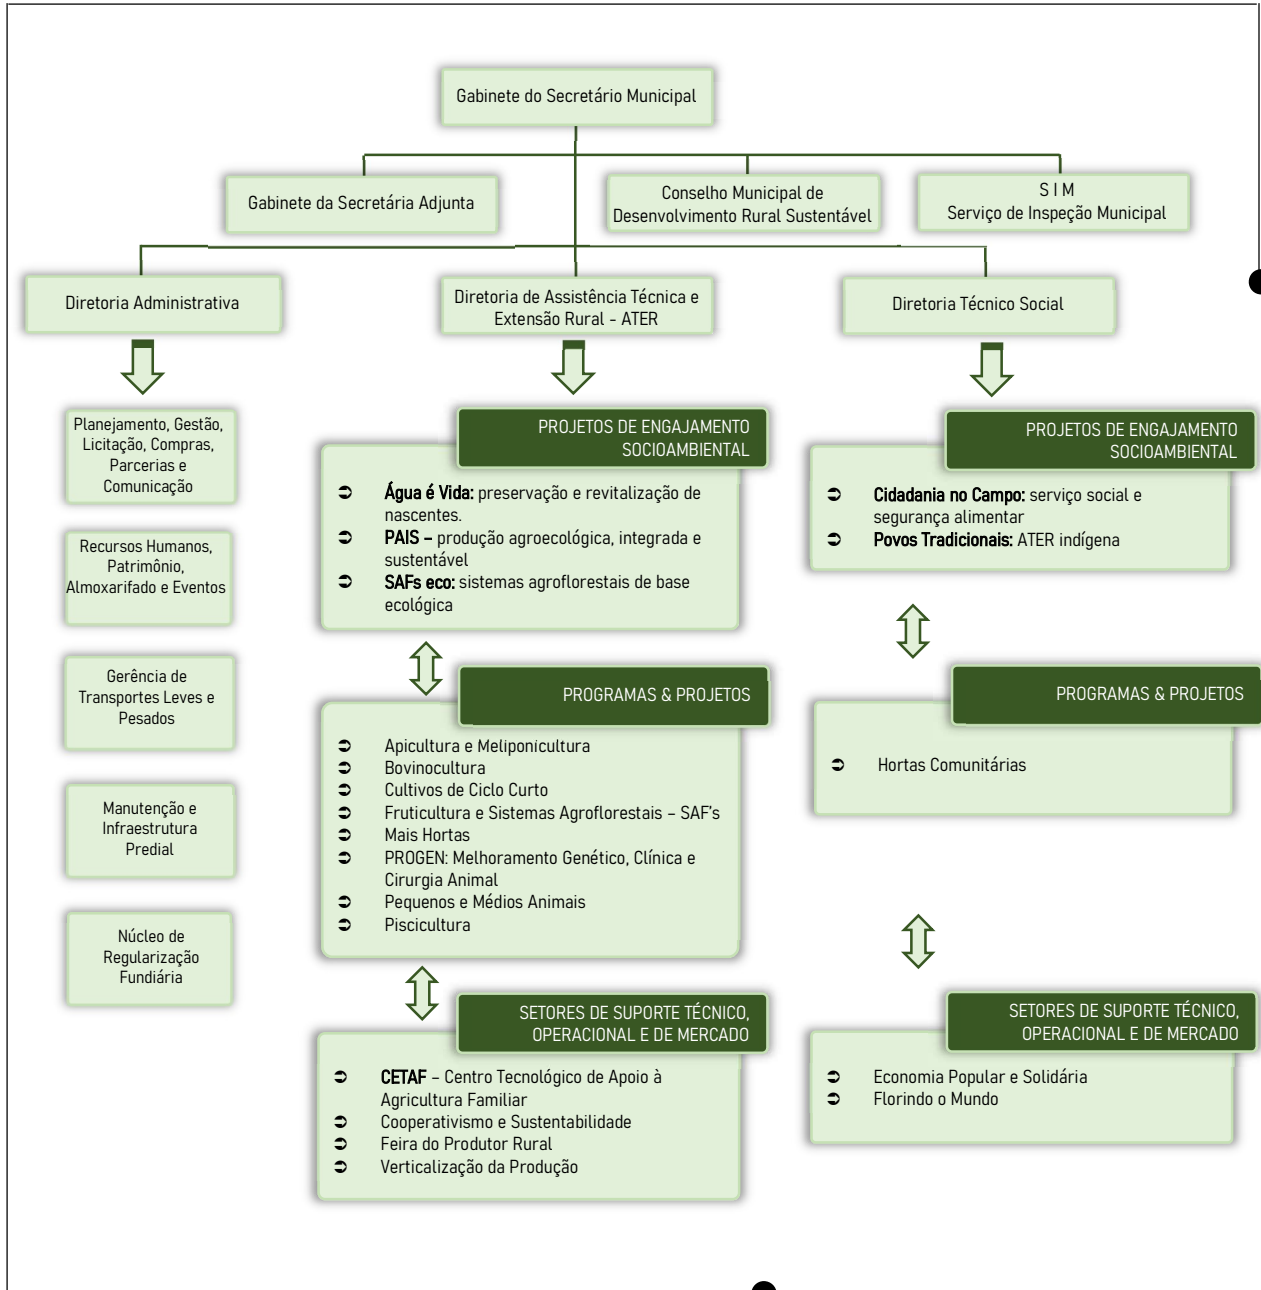 Gabinete do Secretário Municipal
Gabinete da Secretária Adjunta
Conselho Municipal de
Desenvolvimento Rural Sustentável
S I M
Serviço de Inspeção Municipal
Diretoria Administrativa
Diretoria de Assistência Técnica e
Extensão Rural - ATER
Diretoria Técnico Social
Planejamento, Gestão,
Licitação, Compras,
Parcerias e
Comunicação
Recursos Humanos,
Patrimônio,
Almoxarifado e Eventos
Gerência de
Transportes Leves e
Pesados
Manutenção e
Infraestrutura
Predial
Núcleo de
Regularização
Fundiária
PROJETOS DE ENGAJAMENTO
SOCIOAMBIENTAL
Água é Vida: preservação e revitalização de
nascentes.
PAIS – produção agroecológica, integrada e
sustentável
SAFs eco: sistemas agroflorestais de base
ecológica
PROGRAMAS & PROJETOS
Apicultura e Meliponicultura
Bovinocultura
Cultivos de Ciclo Curto
Fruticultura e Sistemas Agroflorestais – SAF's
Mais Hortas
PROGEN: Melhoramento Genético, Clínica e
Cirurgia Animal
Pequenos e Médios Animais
Piscicultura
SETORES DE SUPORTE TÉCNICO,
OPERACIONAL E DE MERCADO
CETAF – Centro Tecnológico de Apoio à
Agricultura Familiar
Cooperativismo e Sustentabilidade
Feira do Produtor Rural
Verticalização da Produção
PROJETOS DE ENGAJAMENTO
SOCIOAMBIENTAL
Cidadania no Campo: serviço social e
segurança alimentar
Povos Tradicionais: ATER indígena
PROGRAMAS & PROJETOS
Hortas Comunitárias
SETORES DE SUPORTE TÉCNICO,
OPERACIONAL E DE MERCADO
Economia Popular e Solidária
Florindo o Mundo